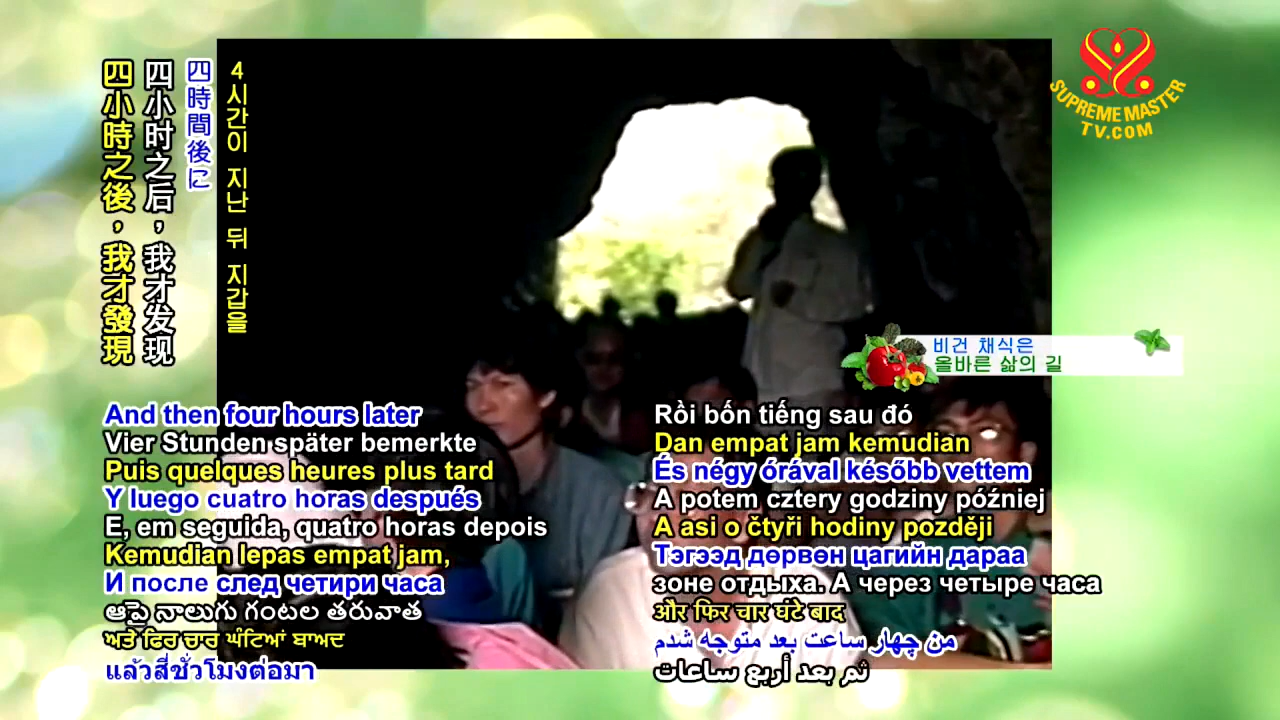 四小時之後，我才發現
四小时之后，我才发现
四時間後に
4시간이 지난 뒤 지갑을
SUPREME MASTER
TV.COM
비건 채식은
올바른 삶의 길
And then four hours later
Vier Stunden später bemerkte
Puis quelques heures plus tard
Y luego cuatro horas después
E, em seguida, quatro horas depois
Kemudian lepas empat jam,
И после след четири часа
ఆపై నాలుగు గంటల తరువాత
ਅਤੇ ਫਿਰ ਚਾਰ ਘੰਟਿਆਂ ਬਾਅਦ
แล้วสี่ชั่วโมงต่อมา
Rồi bốn tiếng sau đó
Dan empat jam kemudian
És négy órával később vettem
A potem cztery godziny później
A asi o čtyři hodiny později
Тэгээд дөрвөн цагийн дараа
зоне отдыха. А через четыре часа
और फिर चार घंटे बाद
من چهار ساعت بعد متوجه شدم
ثم بعد أربع ساعات